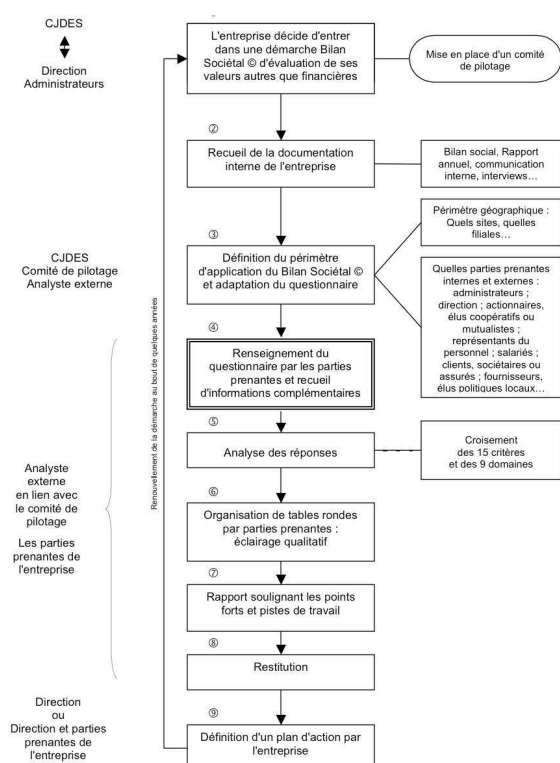 CJDES
Direction
Administrateurs
L'entreprise décide d'entrer
dans une démarche Bilan
Sociétal © d'évaluation de ses
valeurs autres que financières
Mise en place d'un comité
de pilotage
②
Recueil de la documentation
interne de l'entreprise
Bilan social, Rapport
annuel, communication
interne, interviews…
③
Périmètre géographique :
Quels sites, quelles
filiales…
CJDES
Comité de pilotage
Analyste externe
Définition du périmètre
d'application du Bilan Sociétal ©
et adaptation du questionnaire
Quelles parties prenantes
internes et externes :
administrateurs ;
direction ; actionnaires,
élus coopératifs ou
mutualistes ;
représentants du
personnel ; salariés ;
clients, sociétaires ou
assurés ; fournisseurs,
élus politiques locaux…
④
Renseignement du
questionnaire par les parties
prenantes et recueil
d'informations complémentaires
Renouvellement de la démarche au bout de quelques années
⑤
Analyse des réponses
Croisement
des 15 critères
et des 9 domaines
Analyste
externe
en lien avec
le comité de
pilotage
Les parties
prenantes de
l'entreprise
⑥
Organisation de tables rondes
par parties prenantes :
éclairage qualitatif
⑦
Rapport soulignant les points
forts et pistes de travail
⑧
Restitution
Direction
ou
Direction et parties
prenantes de
l'entreprise
⑨
Définition d'un plan d'action par
l'entreprise